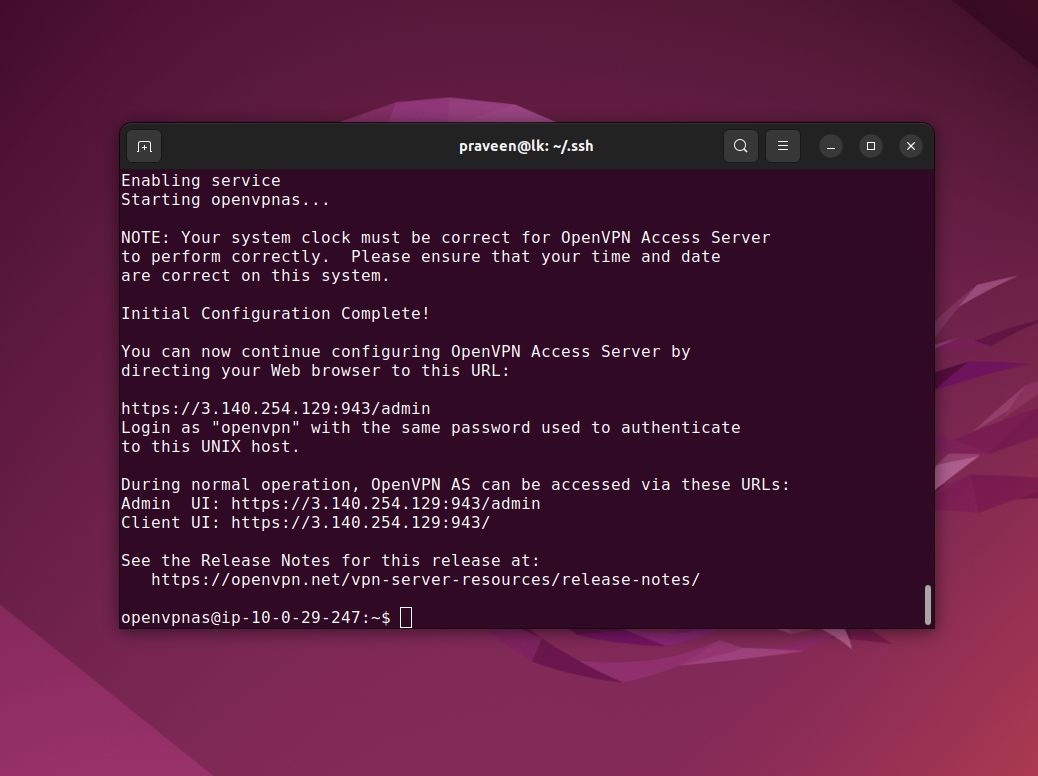 praveen@lk: ~/.ssh
Enabling service
Starting openvpnas...
NOTE: Your system clock must be correct for OpenVPN Access Server
to perform correctly.  Please ensure that your time and date
are correct on this system.
Initial Configuration Complete!
You can now continue configuring OpenVPN Access Server by
directing your Web browser to this URL:
https://3.140.254.129:943/admin
Login as "openvpn" with the same password used to authenticate
to this UNIX host.
During normal operation, OpenVPN AS can be accessed via these URLs:
Admin  UI: https://3.140.254.129:943/admin
Client UI: https://3.140.254.129:943/
See the Release Notes for this release at:
   https://openvpn.net/vpn-server-resources/release-notes/
openvpnas@ip-10-0-29-247:~$